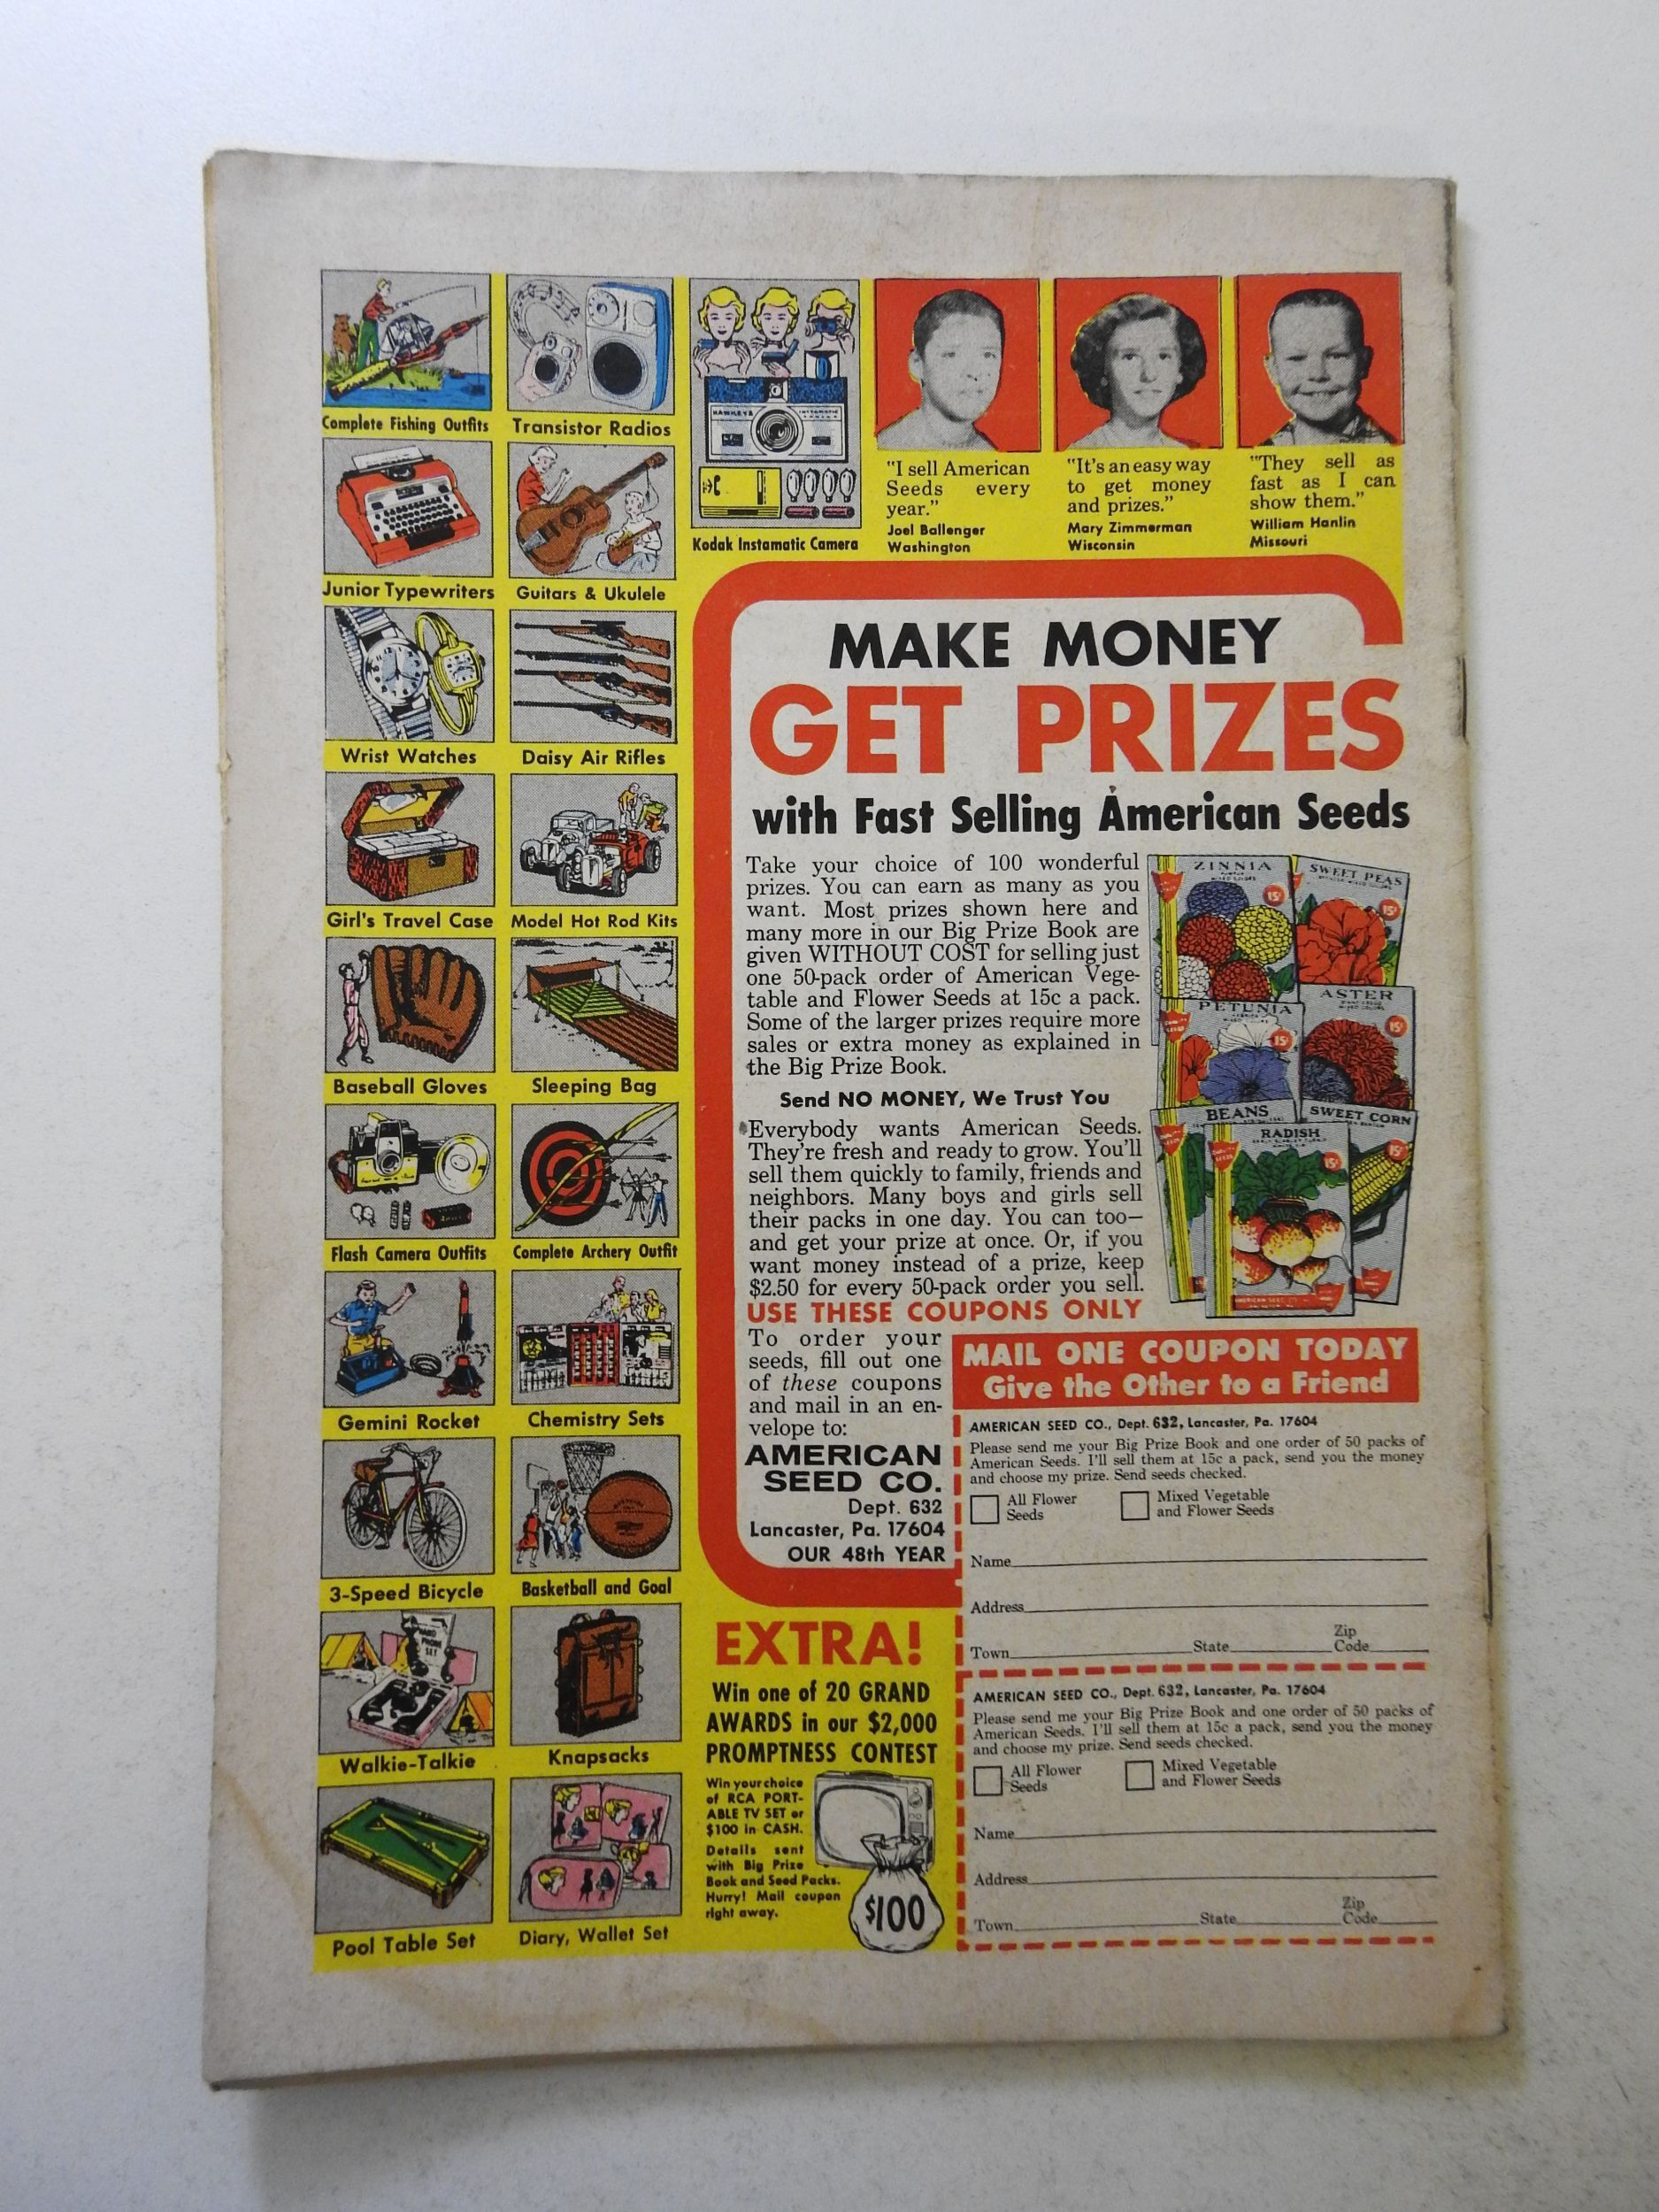 Complete Fishing Outfits
Transistor Radios
Junior Typewriters
HOL
Guitars & Ukulele
HAWKEYE INSTAMATIC
Kodak Instamatic Camera
"I sell American
Seeds every
year."
Joel Ballenger
Washington
"It's an easy way
to get money
and prizes."
Mary Zimmerman
Wisconsin
"They sell as
fast as I can
show them."
William Hanlin
Missouri
Wrist Watches
Daisy Air Rifles
Girl's Travel Case
Model Hot Rod Kits
Baseball Gloves
Sleeping Bag
Flash Camera Outfits
Complete Archery Outfit
Gemini Rocket
Chemistry Sets
3-Speed Bicycle
Basketball and Goal
HAND
PHONE
SET
Walkie-Talkie
Knapsacks
Pool Table Set
Diary, Wallet Set
MAKE MONEY
GET PRIZES
with Fast Selling American Seeds
Take your choice of 100 wonderful
prizes. You can earn as many as you
want. Most prizes shown here and
many more in our Big Prize Book are
given WITHOUT COST for selling just
one 50-pack order of American Vege-
table and Flower Seeds at 15c a pack.
Some of the larger prizes require more
sales or extra money as explained in
the Big Prize Book.
Send NO MONEY, We Trust You
Everybody wants American Seeds.
They're fresh and ready to grow. You'll
sell them quickly to family, friends and
neighbors. Many boys and girls sell
their packs in one day. You can too—
and get your prize at once. Or, if you
want money instead of a prize, keep
$2.50 for every 50-pack order you sell.
USE THESE COUPONS ONLY
To order your
seeds, fill out one
of these coupons
and mail in an en-
velope to:
AMERICAN
SEED CO.
Dept. 632
Lancaster, Pa. 17604
OUR 48th YEAR
ZINNIA
15¢
SWEET PEAS
15¢
PETUNIA
15¢
ASTER
15¢
BEANS
SWEET CORN
15¢
RADISH
15¢
MAIL ONE COUPON TODAY
Give the Other to a Friend
AMERICAN SEED CO., Dept. 632, Lancaster, Pa. 17604
Please send me your Big Prize Book and one order of 50 packs of
American Seeds. I'll sell them at 15c a pack, send you the money
and choose my prize. Send seeds checked.
All Flower
Seeds
Mixed Vegetable
and Flower Seeds
Name
Address
Town State Zip Code
AMERICAN SEED CO., Dept. 632, Lancaster, Pa. 17604
Please send me your Big Prize Book and one order of 50 packs of
American Seeds. I'll sell them at 15c a pack, send you the money
and choose my prize. Send seeds checked.
All Flower
Seeds
Mixed Vegetable
and Flower Seeds
Name
Address
Town State Zip Code
EXTRA!
Win one of 20 GRAND
AWARDS in our $2,000
PROMPTNESS CONTEST
Win your choice
of RCA PORT-
ABLE TV SET or
$100 in CASH.
Details sent
with Big Prize
Book and Seed Packs.
Hurry! Mail coupon
right away.
$100